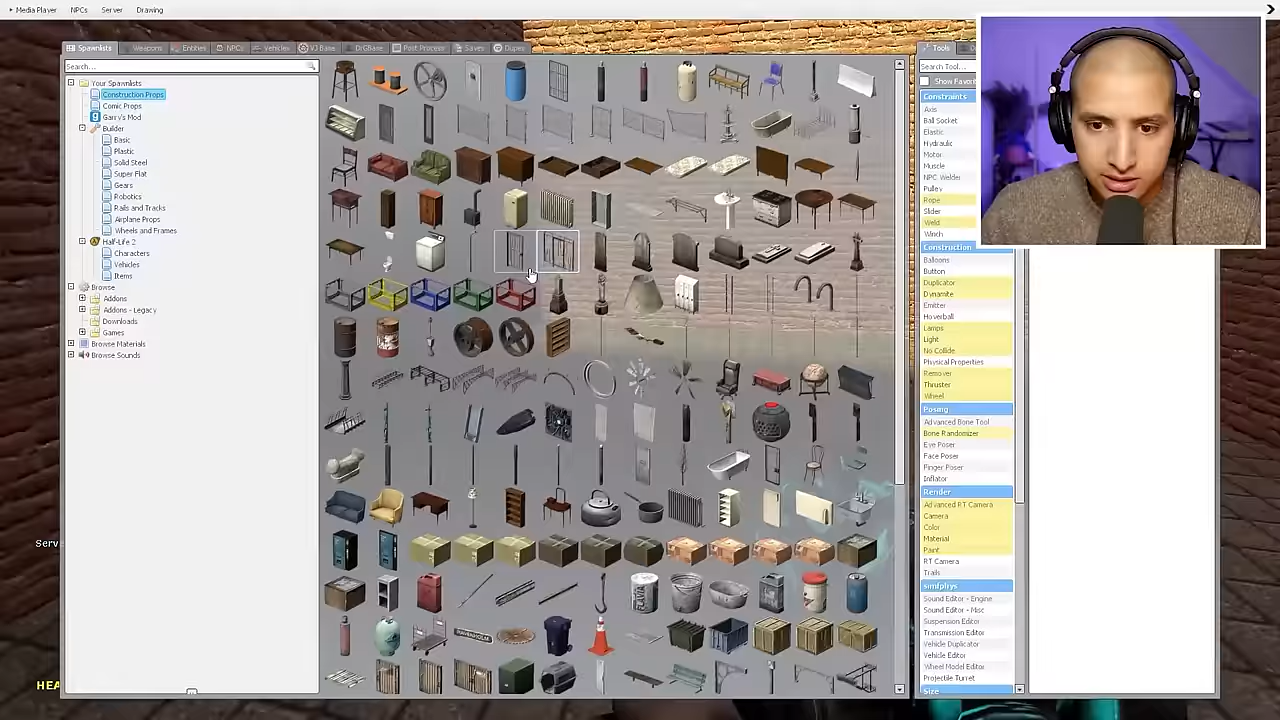 Media Player NPCs Server Drawing
Spawnlists Weapons Entities NPCs Vehicles VJ Base DrGBase Post Process Saves Dupes
Search...
Your Spawnlists
Construction Props
Comic Props
Garry's Mod
Builder
Basic
Plastic
Solid Steel
Super Flat
Gears
Robotics
Rails and Tracks
Airplane Props
Wheels and Frames
Half-Life 2
Characters
Vehicles
Items
Browse
Addons
Addons - Legacy
Downloads
Games
Browse Materials
Browse Sounds
Serv
HEA
Tools
Search Tool...
Show Favou
Constraints
Axis
Ball Socket
Elastic
Hydraulic
Motor
Muscle
NPC Welder
Pulley
Rope
Slider
Weld
Winch
Construction
Balloons
Button
Duplicator
Dynamite
Emitter
Hoverball
Lamps
Light
No Collide
Physical Properties
Remover
Thruster
Wheel
Posing
Advanced Bone Tool
Bone Randomizer
Eye Poser
Face Poser
Finger Poser
Inflator
Render
Advanced RT Camera
Camera
Color
Material
Paint
RT Camera
Trails
simfphys
Sound Editor - Engine
Sound Editor - Misc
Suspension Editor
Transmission Editor
Vehicle Duplicator
Vehicle Editor
Wheel Model Editor
Projectile Turret
Size